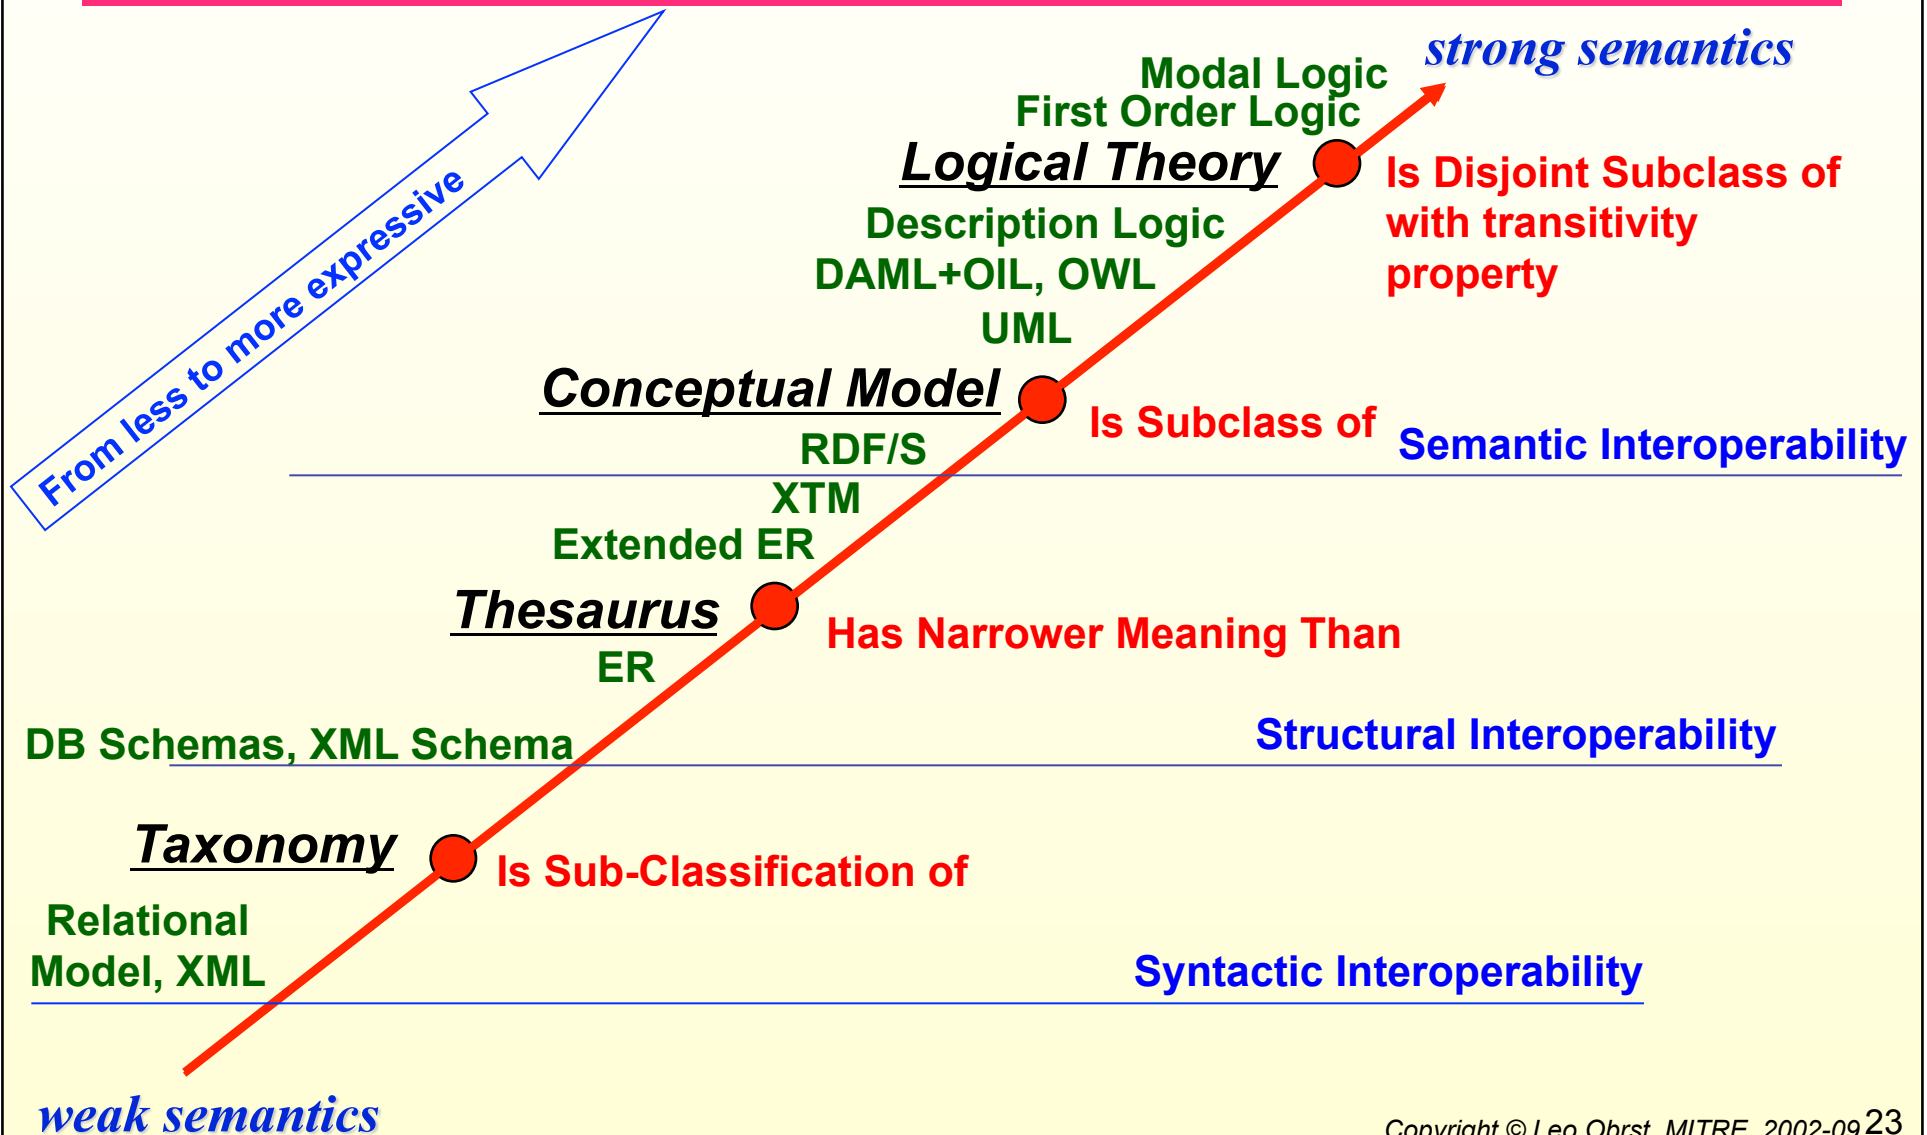 strong semantics
Modal Logic
First Order Logic
Logical Theory
Is Disjoint Subclass of
with transitivity
property
From less to more expressive
Description Logic
DAML+OIL, OWL
UML
Conceptual Model
Is Subclass of
Semantic Interoperability
RDF/S
XTM
Extended ER
Thesaurus
Has Narrower Meaning Than
ER
Structural Interoperability
DB Schemas, XML Schema
Taxonomy
Is Sub-Classification of
Relational
Model, XML
Syntactic Interoperability
weak semantics
Copyright © Leo Obrst, MITRE, 2002-09 23